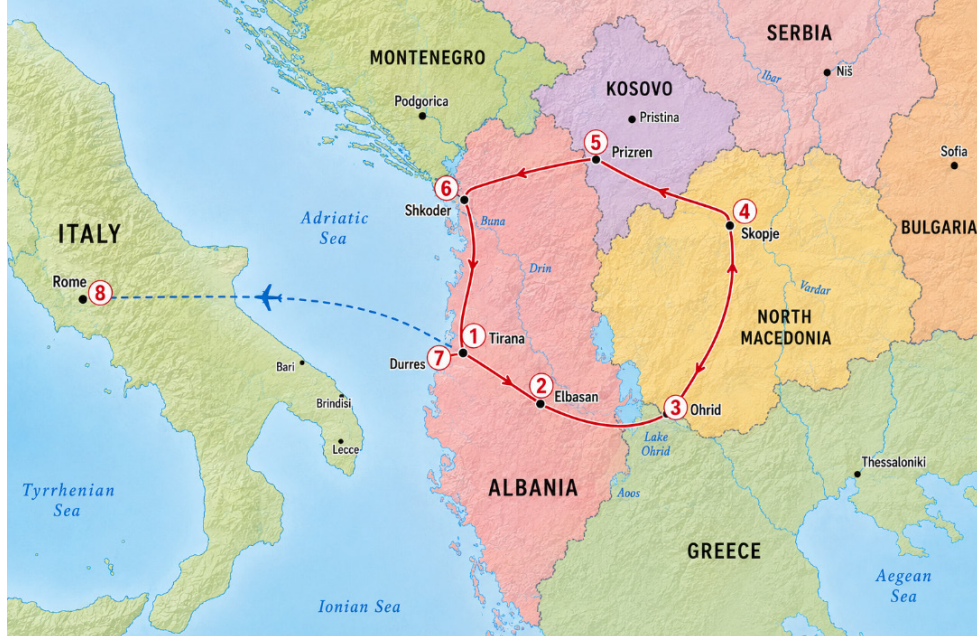 SERBIA
MONTENEGRO
Ibar
Niš
KOSOVO
Podgorica
Pristina
5
Prizren
Sofia
6
Shkoder
Buna
4
Skopje
Adriatic
Sea
ITALY
BULGARIA
Drin
Rome
8
Vardar
NORTH
MACEDONIA
1
Tirana
Durres
7
Bari
2
Elbasan
Brindisi
3
Ohrid
Lake
Ohrid
Lecce
Thessaloniki
Tyrrhenian
Sea
ALBANIA
Aoos
GREECE
Aegean
Sea
Ionian Sea